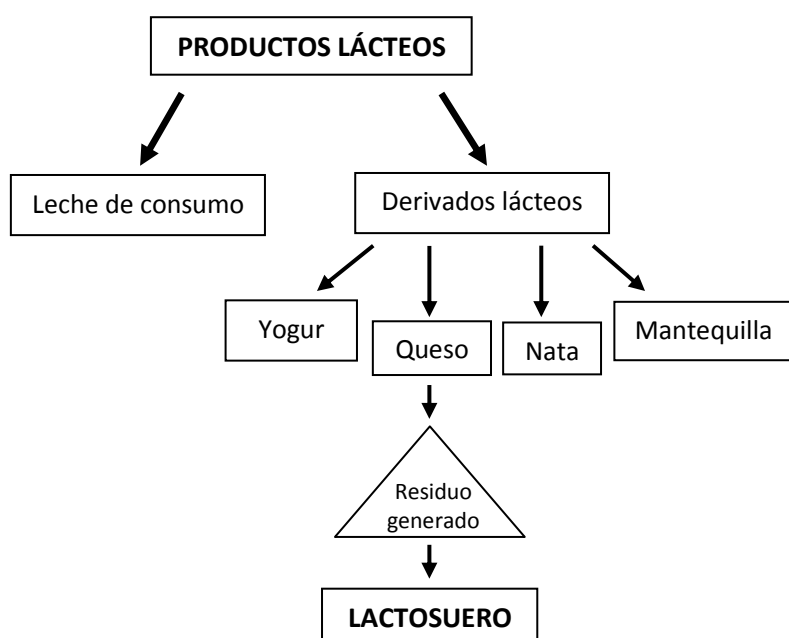 PRODUCTOS LÁCTEOS
Leche de consumo
Derivados lácteos
Yogur
Queso
Nata
Mantequilla
Residuo
generado
LACTOSUERO